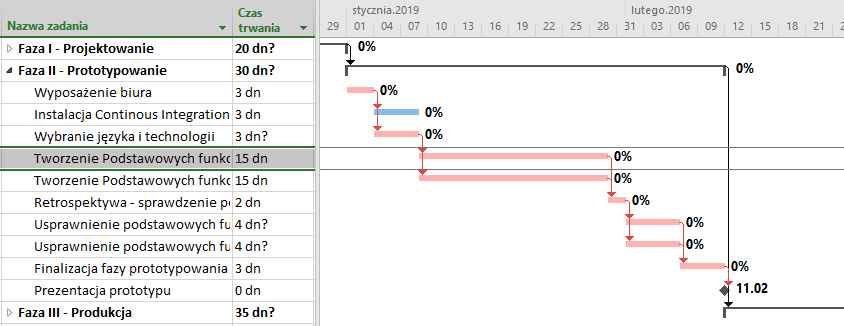 Nazwa zadania
Czas trwania
stycznia.2019
lutego.2019
29 01 04 07 10 13 16 19 22 25 28 31 03 06 09 12 15 18 21 2
Faza I - Projektowanie 20 dn? 0%
Faza II - Prototypowanie 30 dn? 0%
Wyposażenie biura 3 dn 0%
Instalacja Continous Integration 3 dn 0%
Wybranie języka i technologii 3 dn? 0%
Tworzenie Podstawowych funkc 15 dn 0%
Tworzenie Podstawowych funkc 15 dn 0%
Retrospektywa - sprawdzenie po 2 dn 0%
Usprawnienie podstawowych fu 4 dn? 0%
Usprawnienie podstawowych fu 4 dn? 0%
Finalizacja fazy prototypowania 3 dn 0%
Prezentacja prototypu 0 dn 11.02
Faza III - Produkcja 35 dn?